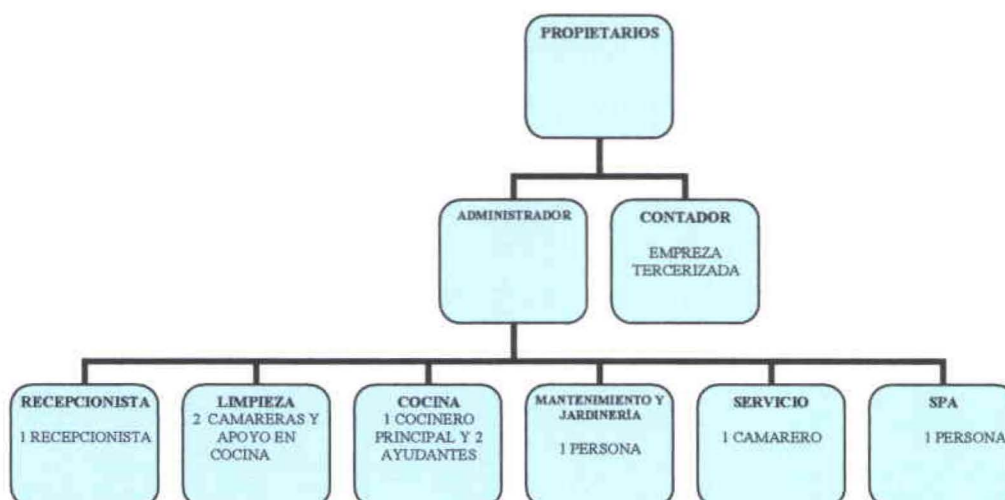 PROPIETARIOS
ADMINISTRADOR
CONTADOR
EMPREZA
TERCERIZADA
RECEPCIONISTA
1 RECEPCIONISTA
LIMPIEZA
2 CAMARERAS Y
APOYO EN
COCINA
COCINA
1 COCINERO
PRINCIPAL Y 2
AYUDANTES
MANTENIMIENTO Y
JARDINERÍA
1 PERSONA
SERVICIO
1 CAMARERO
SPA
1 PERSONA